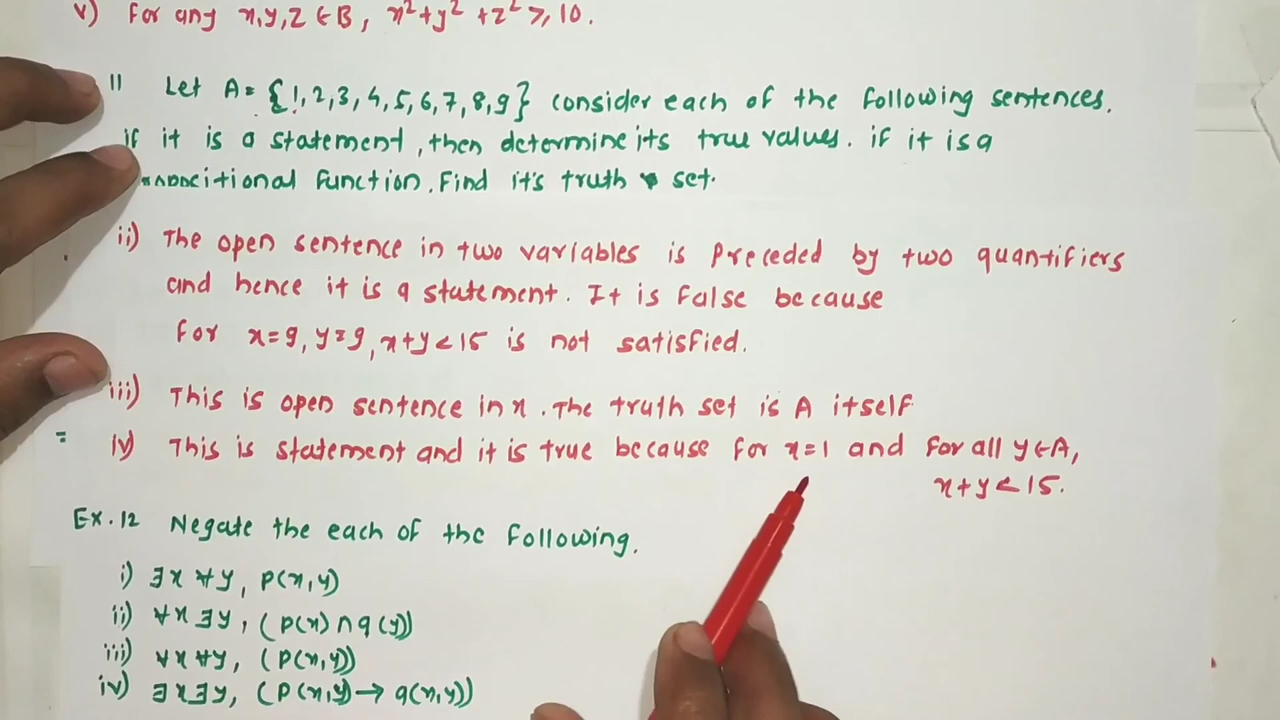 v) For any x,y,z ∈ B, x²+y²+z² ≥ 10.
11 Let A = {1,2,3,4,5,6,7,8,9} consider each of the following sentences.
if it is a statement, then determine its true values. if it is a
Function. Find it's truth set.
ii) The open sentence in two variables is preceded by two quantifiers
and hence it is a statement. It is false because
for x=9, y=9, x+y<15 is not satisfied.
iii) This is open sentence in x. The truth set is A itself
iv) This is statement and it is true because for x=1 and for all y∈A,
x+y<15.
Ex.12 Negate the each of the following.
i) ∃x ∀y, p(x,y)
ii) ∀x ∃y, (p(x) ∩ q(y))
iii) ∀x ∀y, (p(x,y))
iv) ∃x∃y, (p(x,y) → q(x,y))